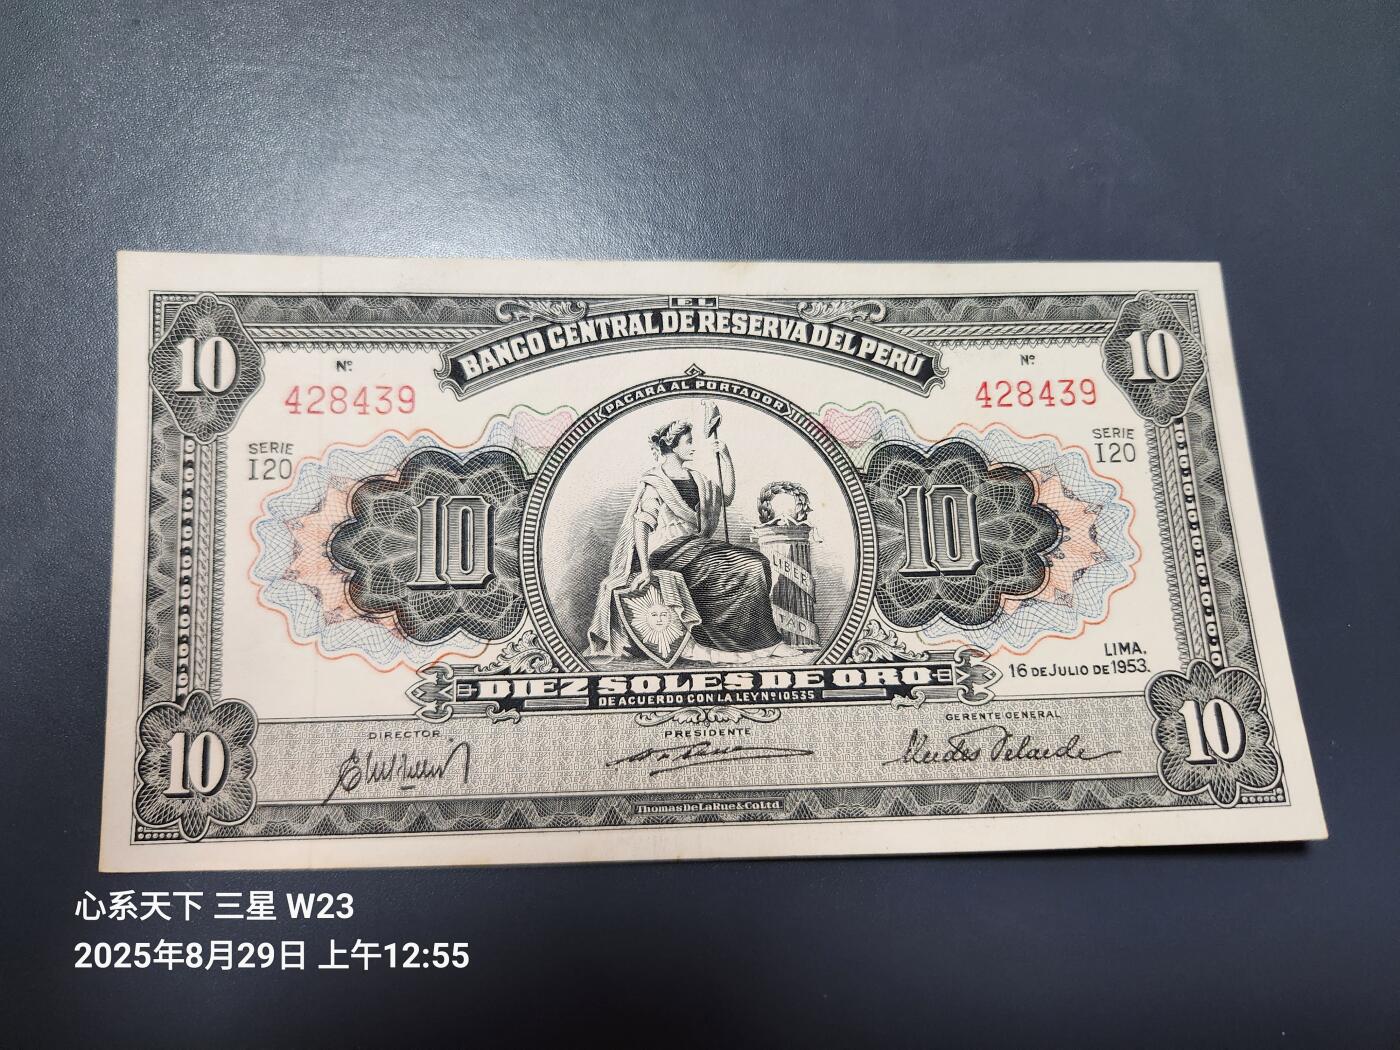 EL
BANCO CENTRAL DE RESERVA DEL PERÚ
PAGARÁ AL PORTADOR
10
10
Nº
428439
Nº
428439
SERIE
I20
SERIE
I20
10
10
LIBER
TAD
LIMA,
16 DE JULIO DE 1953.
DIEZ SOLES DE ORO
DE ACUERDO CON LA LEY Nº 10535
DIRECTOR
PRESIDENTE
GERENTE GENERAL
10
10
Thomas De La Rue & Co Ltd.
心系天下 三星 W23
2025年8月29日 上午12:55